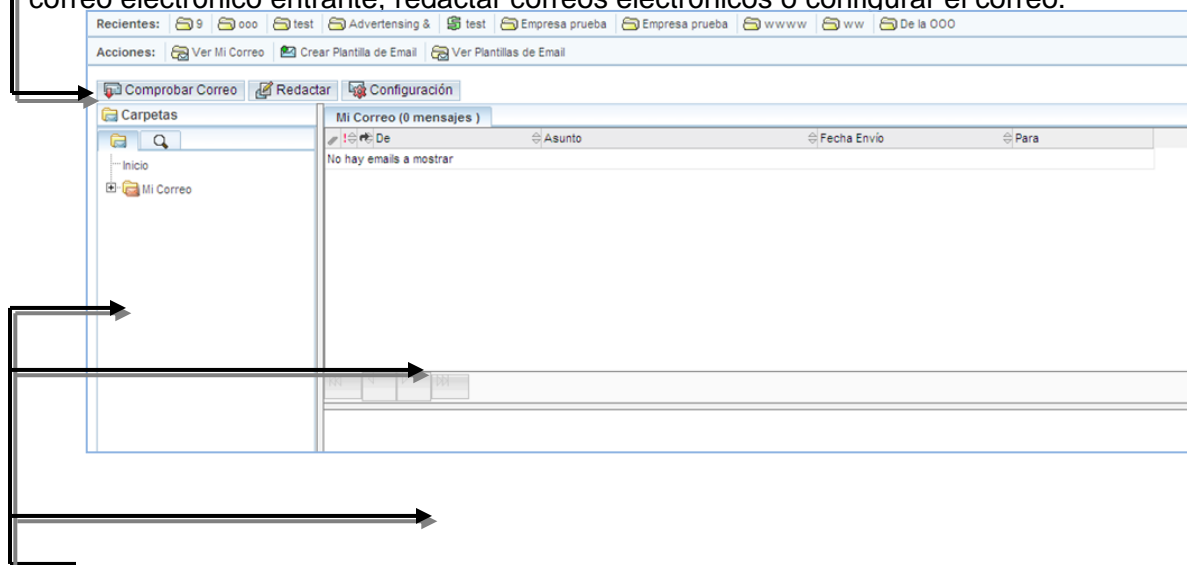 correo electrónico entrante, redactar correos electrónicos o configurar el correo.
Recientes: 9 ooo test Advertensing & test Empresa prueba Empresa prueba wwww ww De la OOO
Acciones: Ver Mi Correo Crear Plantilla de Email Ver Plantillas de Email
Comprobar Correo Redactar Configuración
Carpetas Mi Correo (0 mensajes )
! De Asunto Fecha Envío Para
No hay emails a mostrar
Inicio
Mi Correo